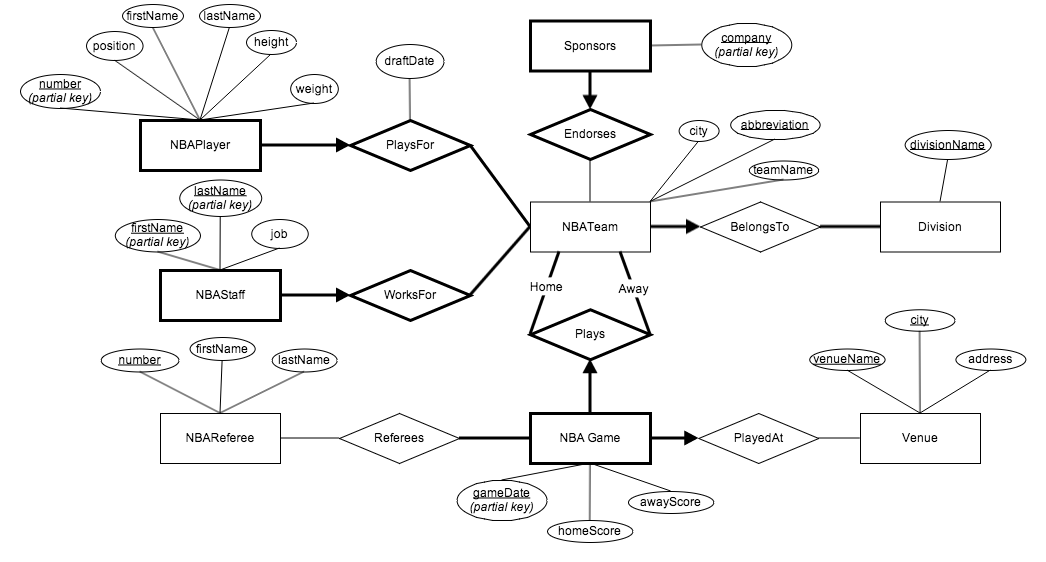 firstName
lastName
position
height
number
(partial key)
weight
draftDate
NBAPlayer
PlaysFor
Sponsors
company
(partial key)
Endorses
city
abbreviation
teamName
divisionName
NBATeam
BelongsTo
Division
lastName
(partial key)
firstName
(partial key)
job
NBAStaff
WorksFor
Home
Away
Plays
number
firstName
lastName
NBAReferee
Referees
NBA Game
PlayedAt
Venue
city
venueName
address
gameDate
(partial key)
homeScore
awayScore